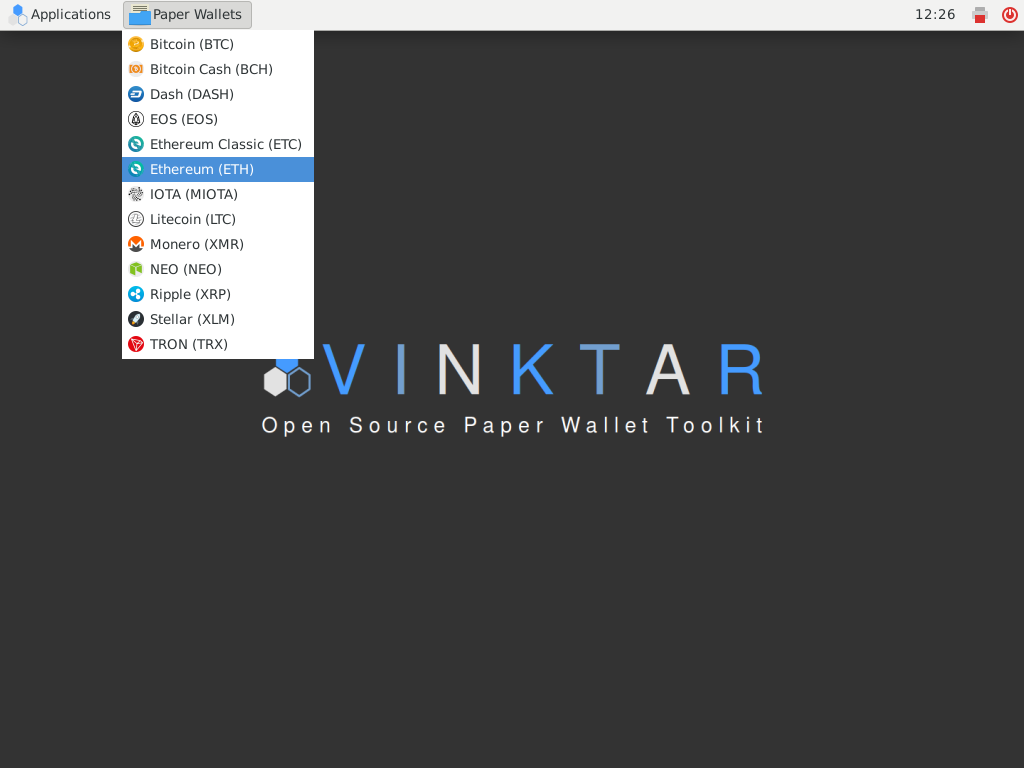 Applications Paper Wallets 12:26
Bitcoin (BTC)
Bitcoin Cash (BCH)
Dash (DASH)
EOS (EOS)
Ethereum Classic (ETC)
Ethereum (ETH)
IOTA (MIOTA)
Litecoin (LTC)
Monero (XMR)
NEO (NEO)
Ripple (XRP)
Stellar (XLM)
TRON (TRX)
VINKTAR
Open Source Paper Wallet Toolkit